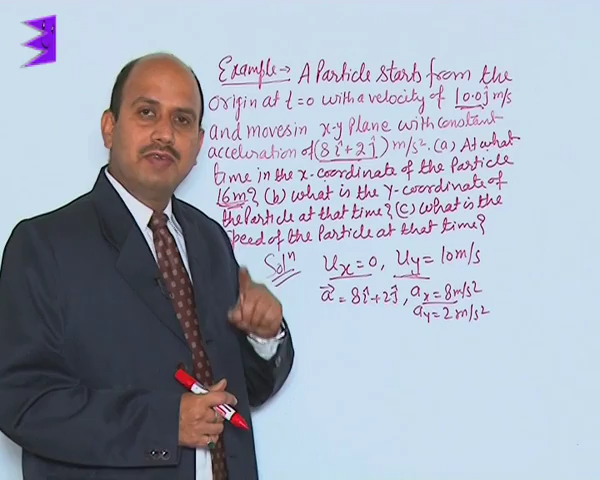 Example→ A Particle starts from the
origin at t=0 with a velocity of 10.0ĵ m/s
and moves in x-y Plane with constant
acceleration of (8î+2ĵ) m/s². (a) At what
time in the x-coordinate of the Particle
16m? (b) what is the Y-coordinate of
the Particle at that time? (c) what is the
speed of the Particle at that time?
Solⁿ Ux=0, Uy=10m/s
a⃗ = 8î+2ĵ, ax=8m/s²
ay=2m/s²